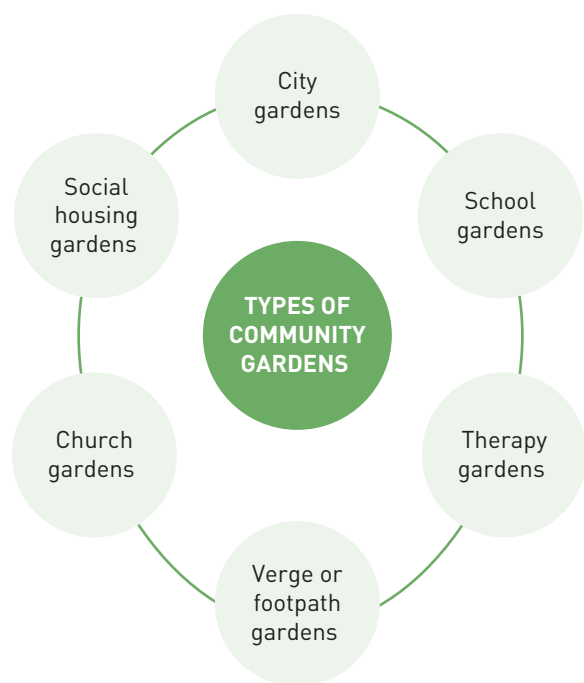 City
gardens
School
gardens
Therapy
gardens
Verge or
footpath
gardens
Church
gardens
Social
housing
gardens
TYPES OF
COMMUNITY
GARDENS